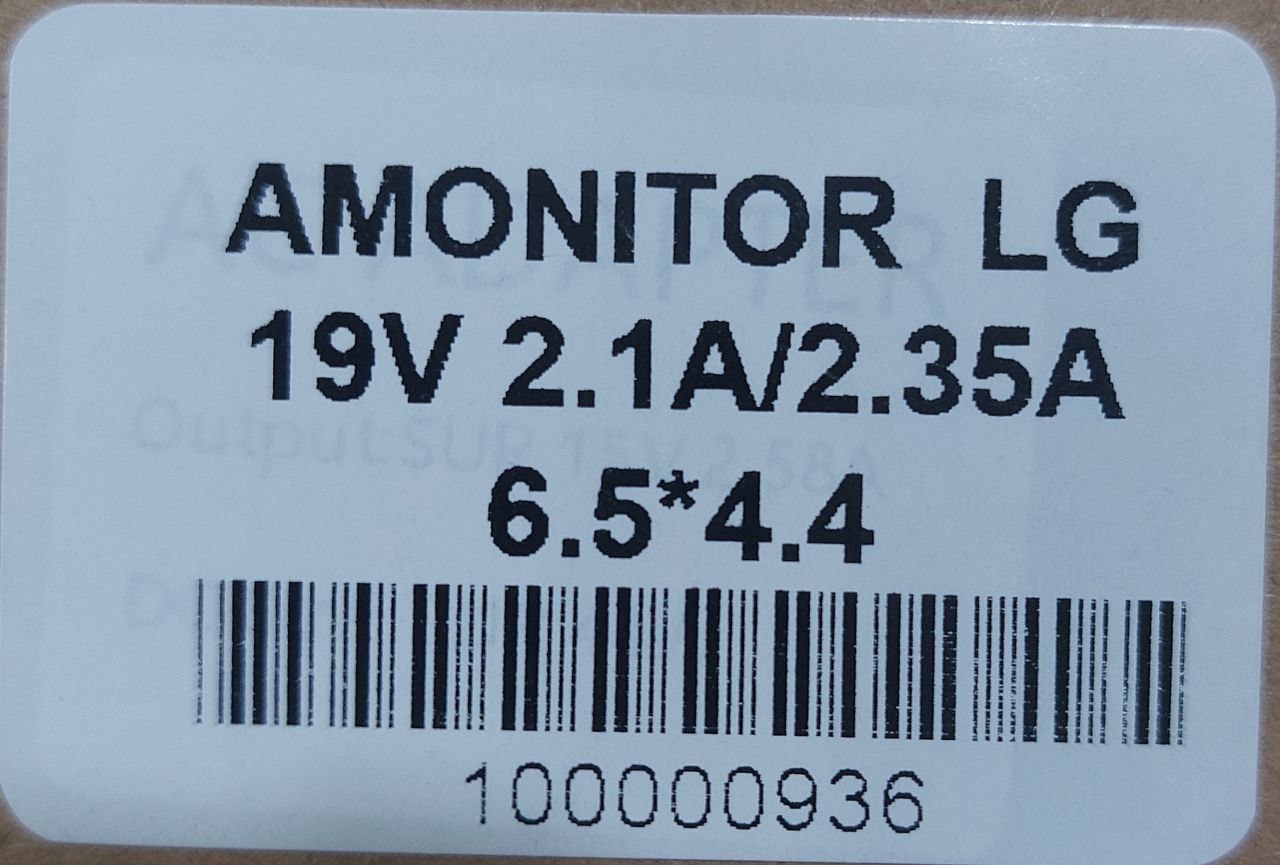 AMONITOR LG
19V 2.1A/2.35A
6.5*4.4
100000936